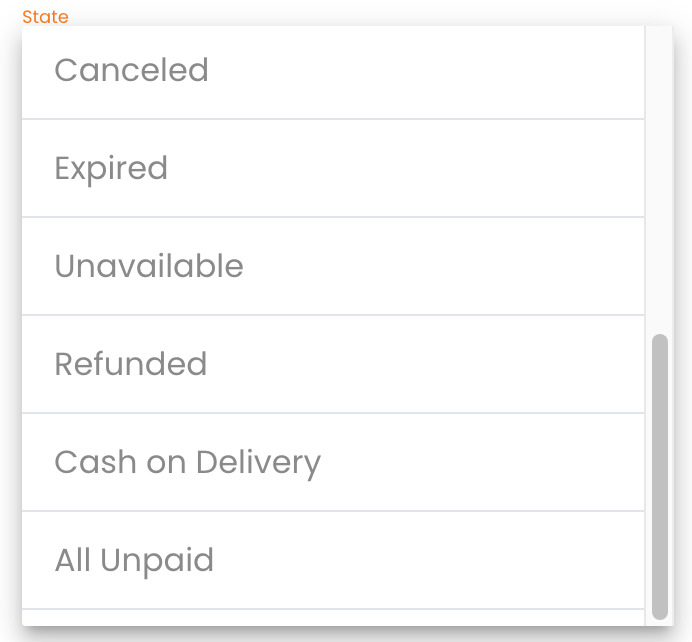 State
Canceled
Expired
Unavailable
Refunded
Cash on Delivery
All Unpaid